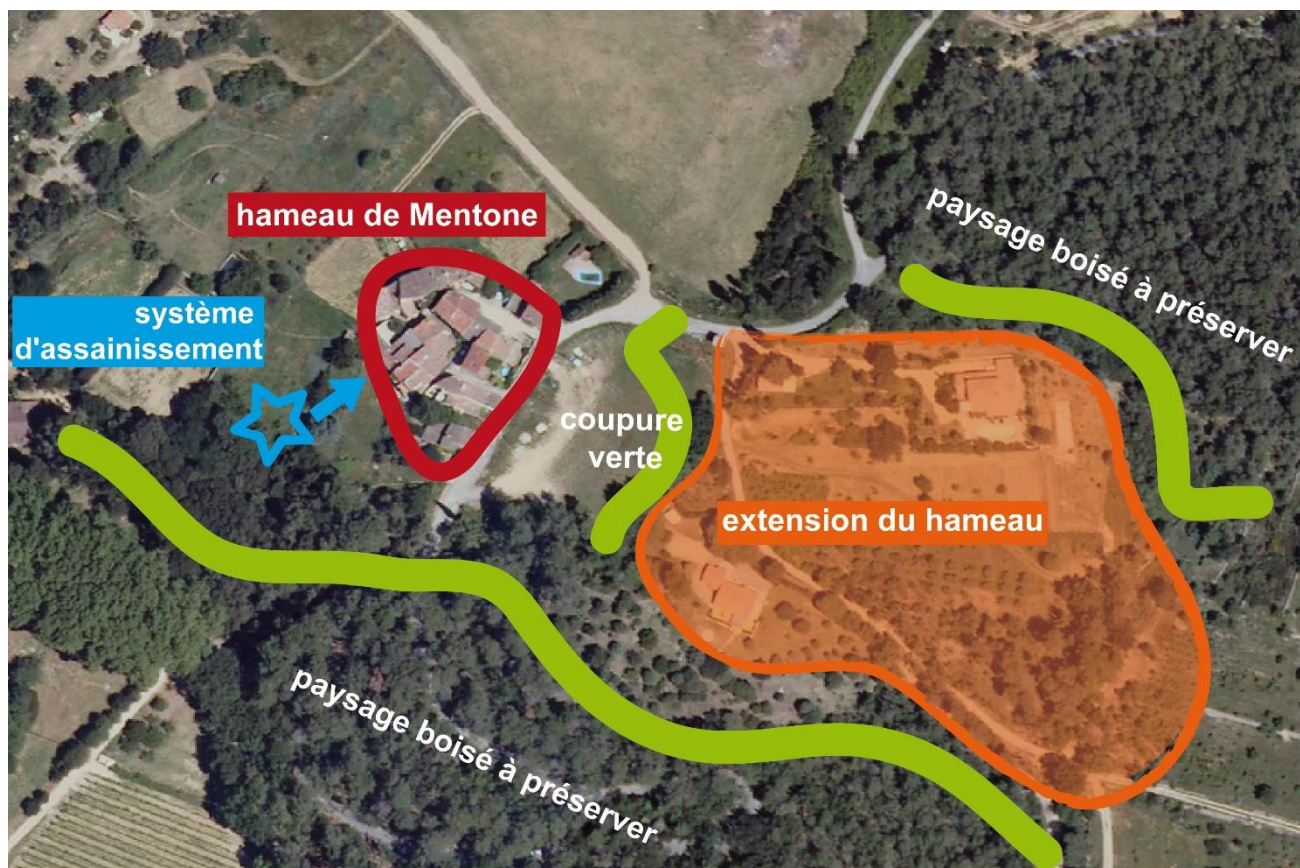 hameau de Mentone
paysage boisé à préserver
système
d'assainissement
coupure
verte
extension du hameau
paysage boisé à préserver